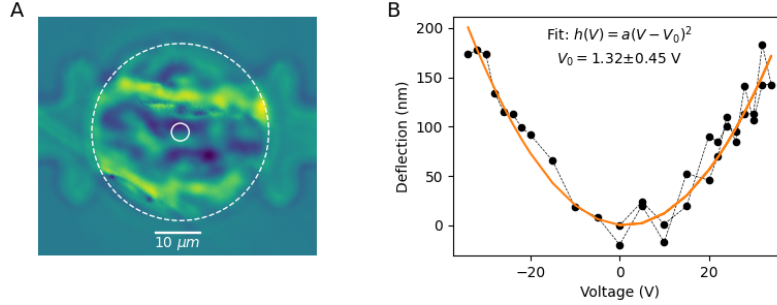 A
10 μm
B
Fit: h(V) = a(V − V₀)²
V₀ = 1.32±0.45 V
200
150
100
50
0
Deflection (nm)
−20
0
20
Voltage (V)